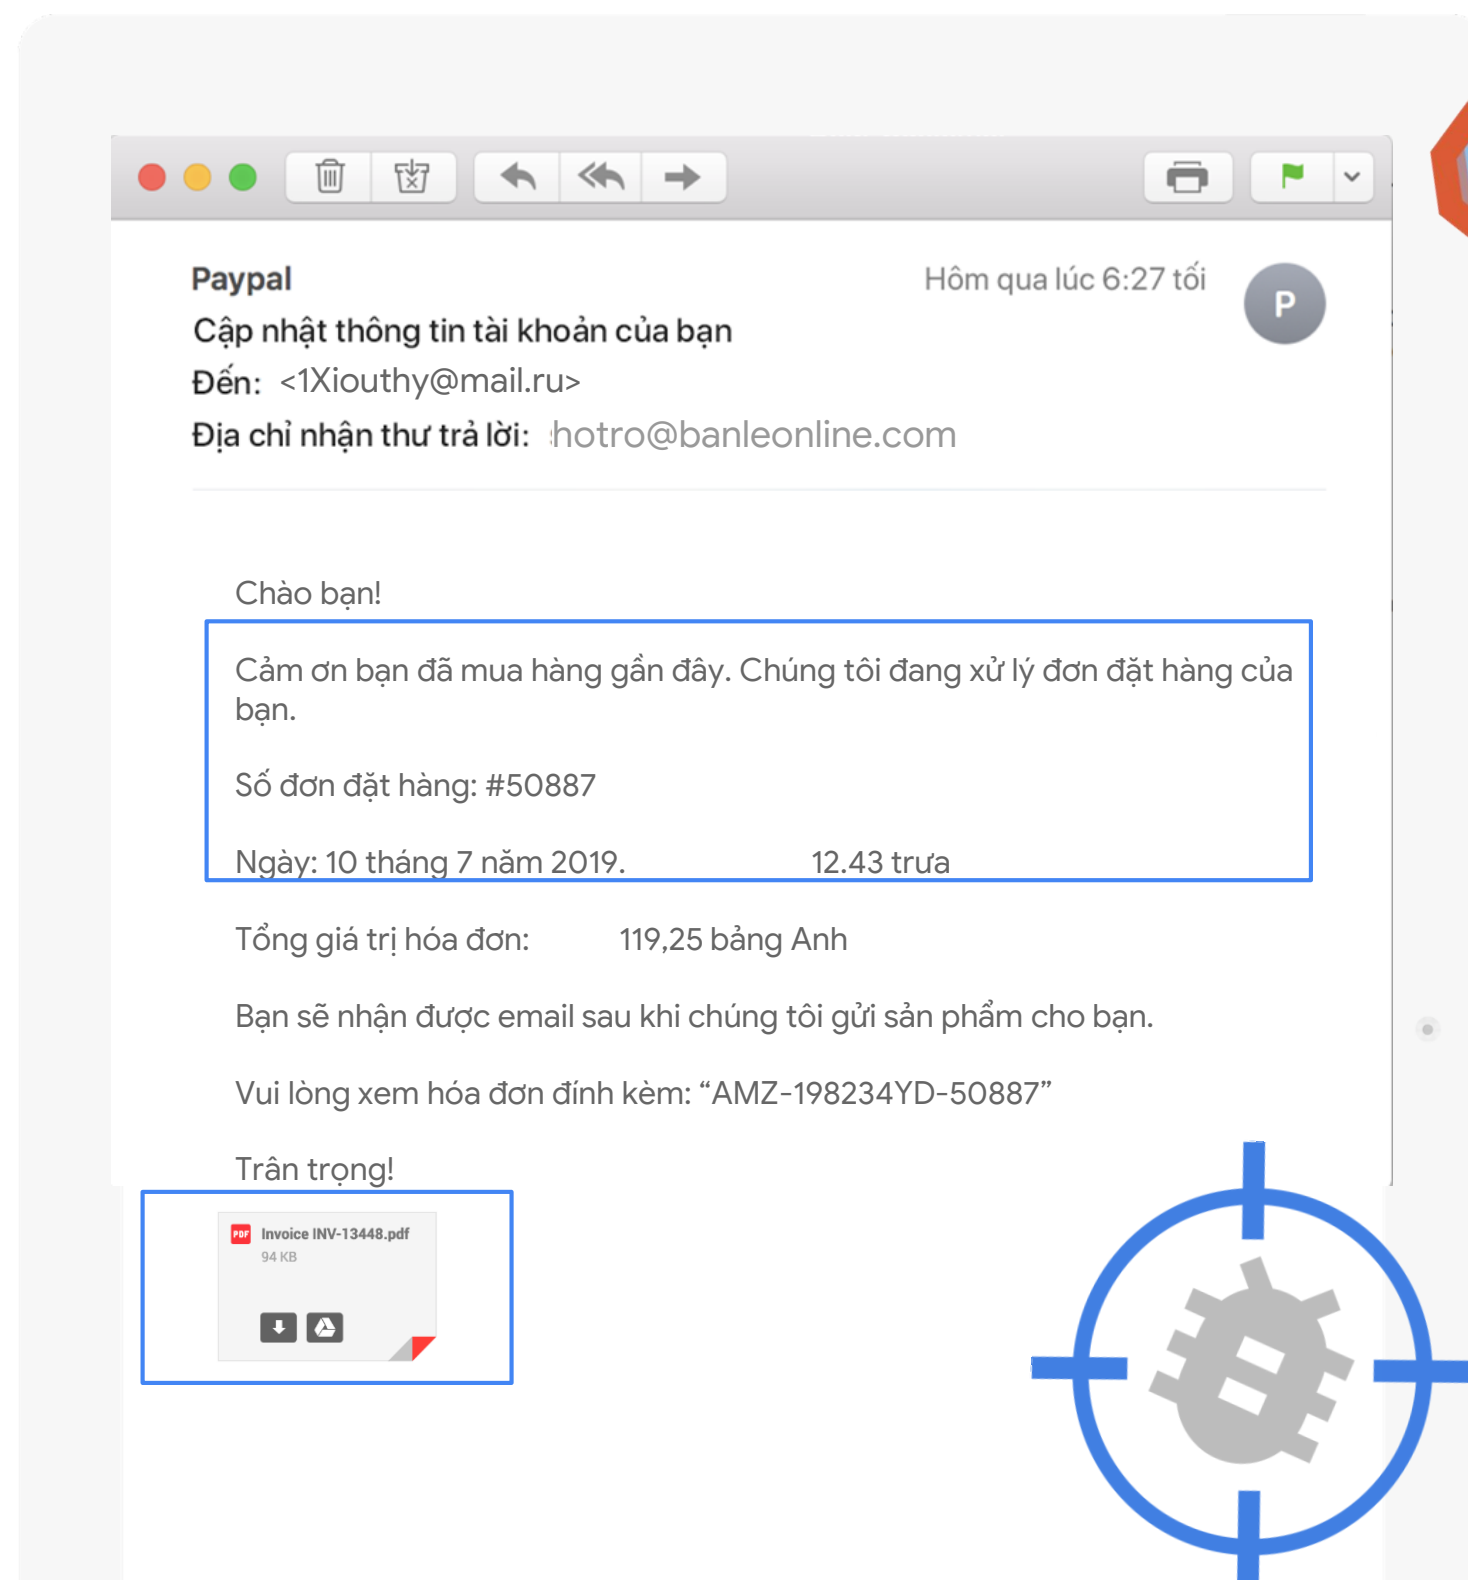 Paypal
Hôm qua lúc 6:27 tối
P
Cập nhật thông tin tài khoản của bạn
Đến: <1Xiouthy@mail.ru>
Địa chỉ nhận thư trả lời: hotro@banleonline.com
Chào bạn!
Cảm ơn bạn đã mua hàng gần đây. Chúng tôi đang xử lý đơn đặt hàng của
bạn.
Số đơn đặt hàng: #50887
Ngày: 10 tháng 7 năm 2019. 12.43 trưa
Tổng giá trị hóa đơn: 119,25 bảng Anh
Bạn sẽ nhận được email sau khi chúng tôi gửi sản phẩm cho bạn.
Vui lòng xem hóa đơn đính kèm: “AMZ-198234YD-50887”
Trân trọng!
PDF Invoice INV-13448.pdf
94 KB